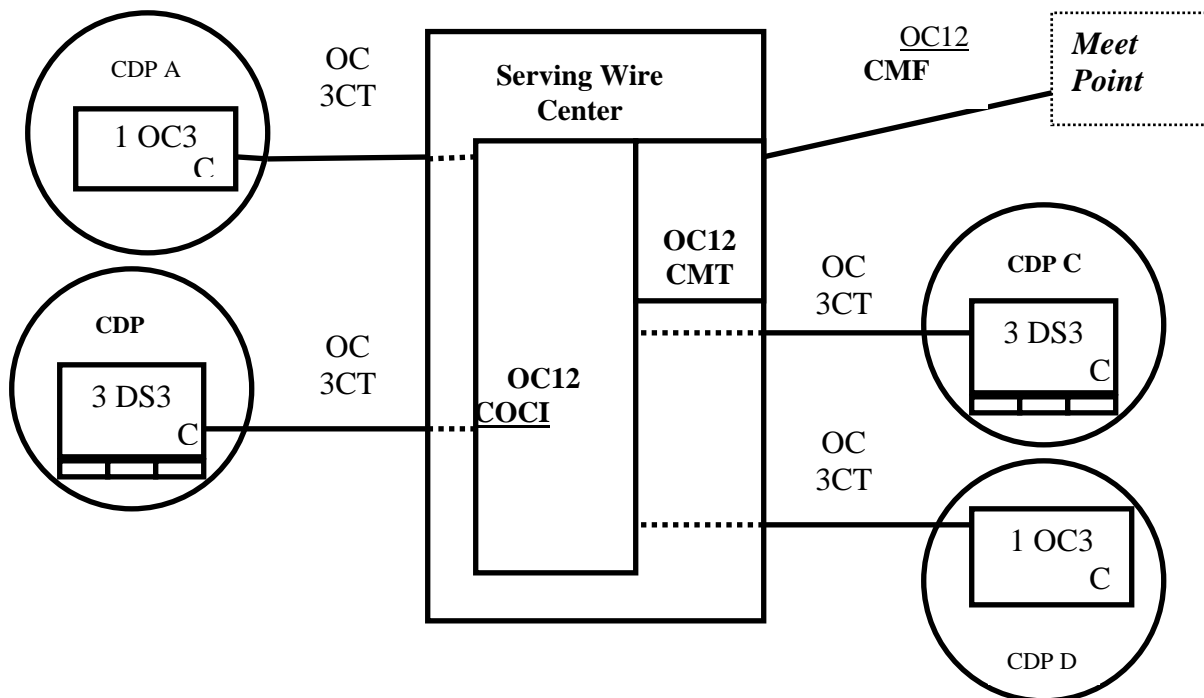 CDP A
1 OC3
C
OC
3CT
Serving Wire
Center
OC12
CMF
Meet
Point
CDP
3 DS3
C
OC
3CT
OC12
COCI
OC12
CMT
OC
3CT
CDP C
3 DS3
C
OC
3CT
1 OC3
C
CDP D